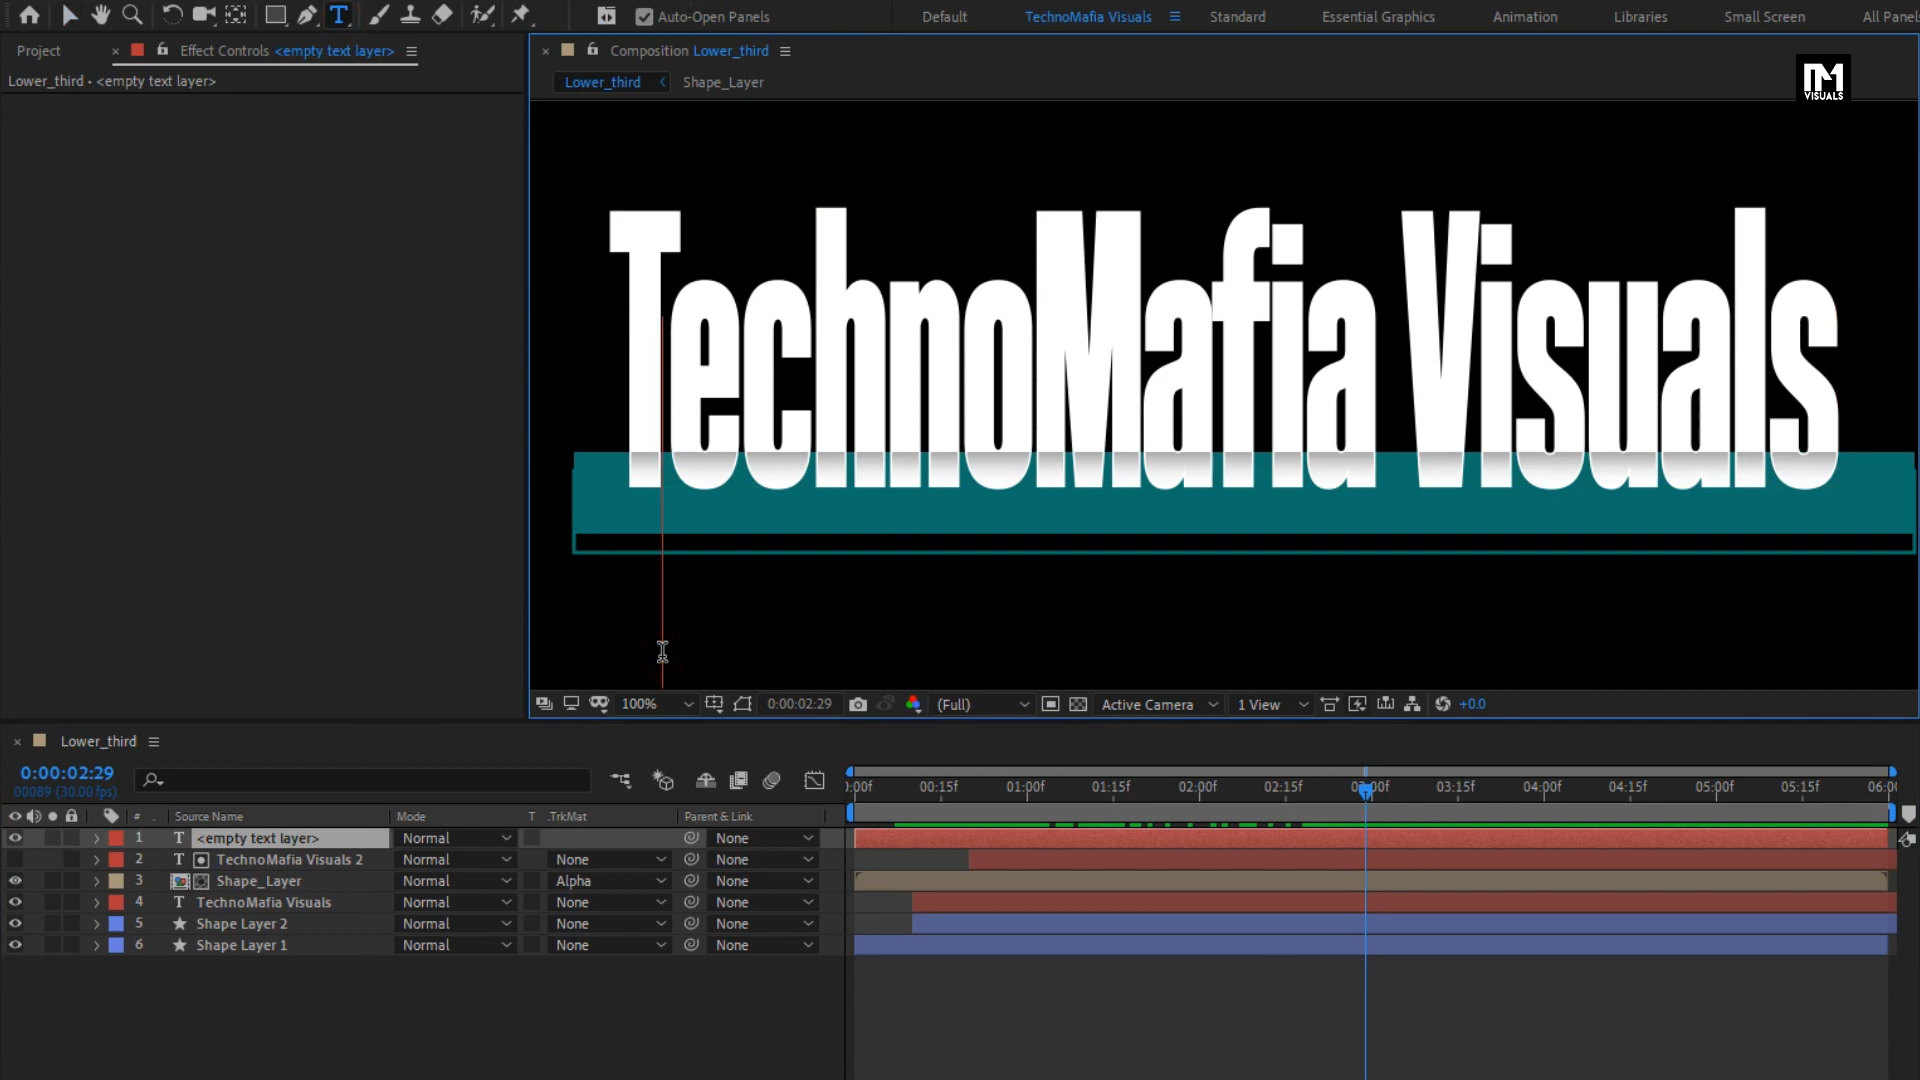 Auto-Open Panels
Default
TechnoMafia Visuals
Standard
Essential Graphics
Animation
Libraries
Small Screen
All Panels
Project
Effect Controls <empty text layer>
Lower_third • <empty text layer>
Composition Lower_third
Lower_third
Shape_Layer
VISUALS
TechnoMafia Visuals
100%
0:00:02:29
(Full)
Active Camera
1 View
+0.0
Lower_third
0:00:02:29
00089 (30.00 fps)
):00f 00:15f 01:00f 01:15f 02:00f 02:15f 03:00f 03:15f 04:00f 04:15f 05:00f 05:15f 06:00
# Source Name Mode T .TrkMat Parent & Link
1 T <empty text layer> Normal None
2 T TechnoMafia Visuals 2 Normal None None
3 Shape_Layer Normal Alpha None
4 T TechnoMafia Visuals Normal None None
5 Shape Layer 2 Normal None None
6 Shape Layer 1 Normal None None